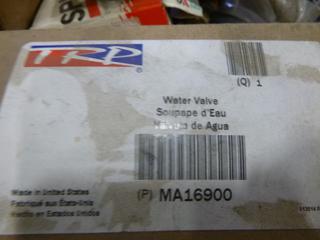 SP
TRP
®
(Q) 1
Water Valve
Soupape d'Eau
de Agua
(P) MA16900
Made in United States
Fabriqué aux États-Unis
Hecho en Estados Unidos